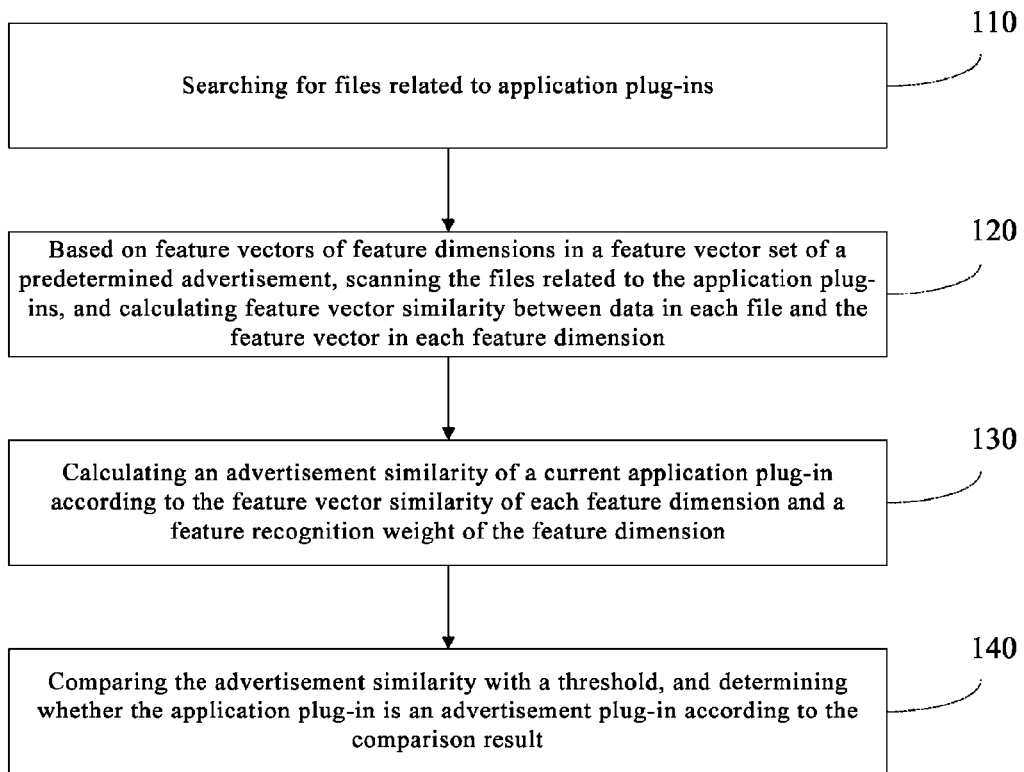 110
Searching for files related to application plug-ins
120
Based on feature vectors of feature dimensions in a feature vector set of a
predetermined advertisement, scanning the files related to the application plug-
ins, and calculating feature vector similarity between data in each file and the
feature vector in each feature dimension
130
Calculating an advertisement similarity of a current application plug-in
according to the feature vector similarity of each feature dimension and a
feature recognition weight of the feature dimension
140
Comparing the advertisement similarity with a threshold, and determining
whether the application plug-in is an advertisement plug-in according to the
comparison result